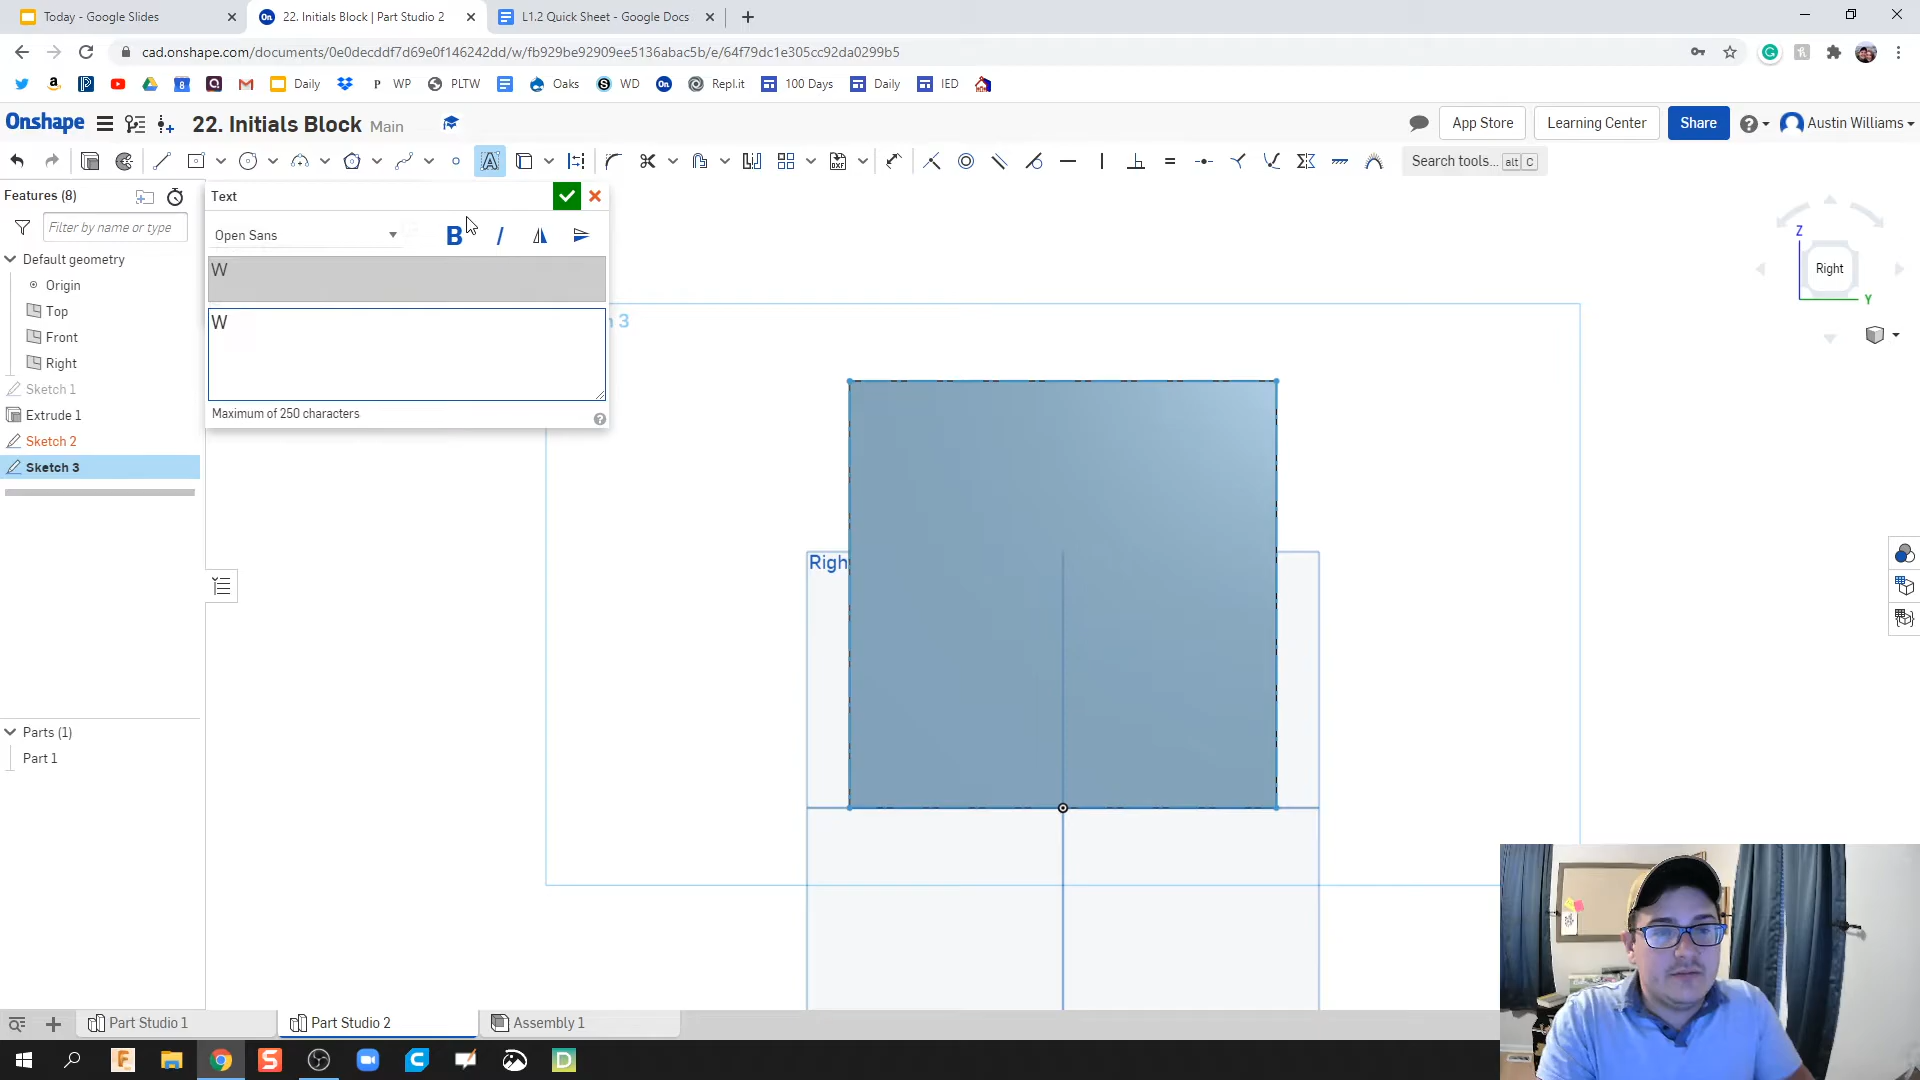 Today - Google Slides
22. Initials Block | Part Studio 2
L1.2 Quick Sheet - Google Docs
cad.onshape.com/documents/0e0decddf7d69e0f146242dd/w/fb929be92909ee5136abac5b/e/64f79dc1e305cc92da0299b5
Daily
WP
PLTW
Oaks
WD
Repl.it
100 Days
Daily
IED
Onshape
22. Initials Block Main
App Store
Learning Center
Share
Austin Williams
Search tools... alt C
Features (8)
Filter by name or type
Default geometry
Origin
Top
Front
Right
Sketch 1
Extrude 1
Sketch 2
Sketch 3
Text
Open Sans
B I
W
W
Maximum of 250 characters
3
Righ
Z
Right
Y
Parts (1)
Part 1
Part Studio 1
Part Studio 2
Assembly 1